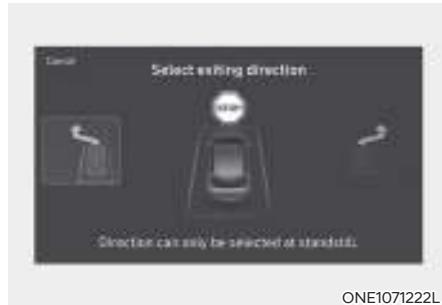 Cancel
Select exiting direction
STOP
Direction can only be selected at standstill.
ONE1071222L